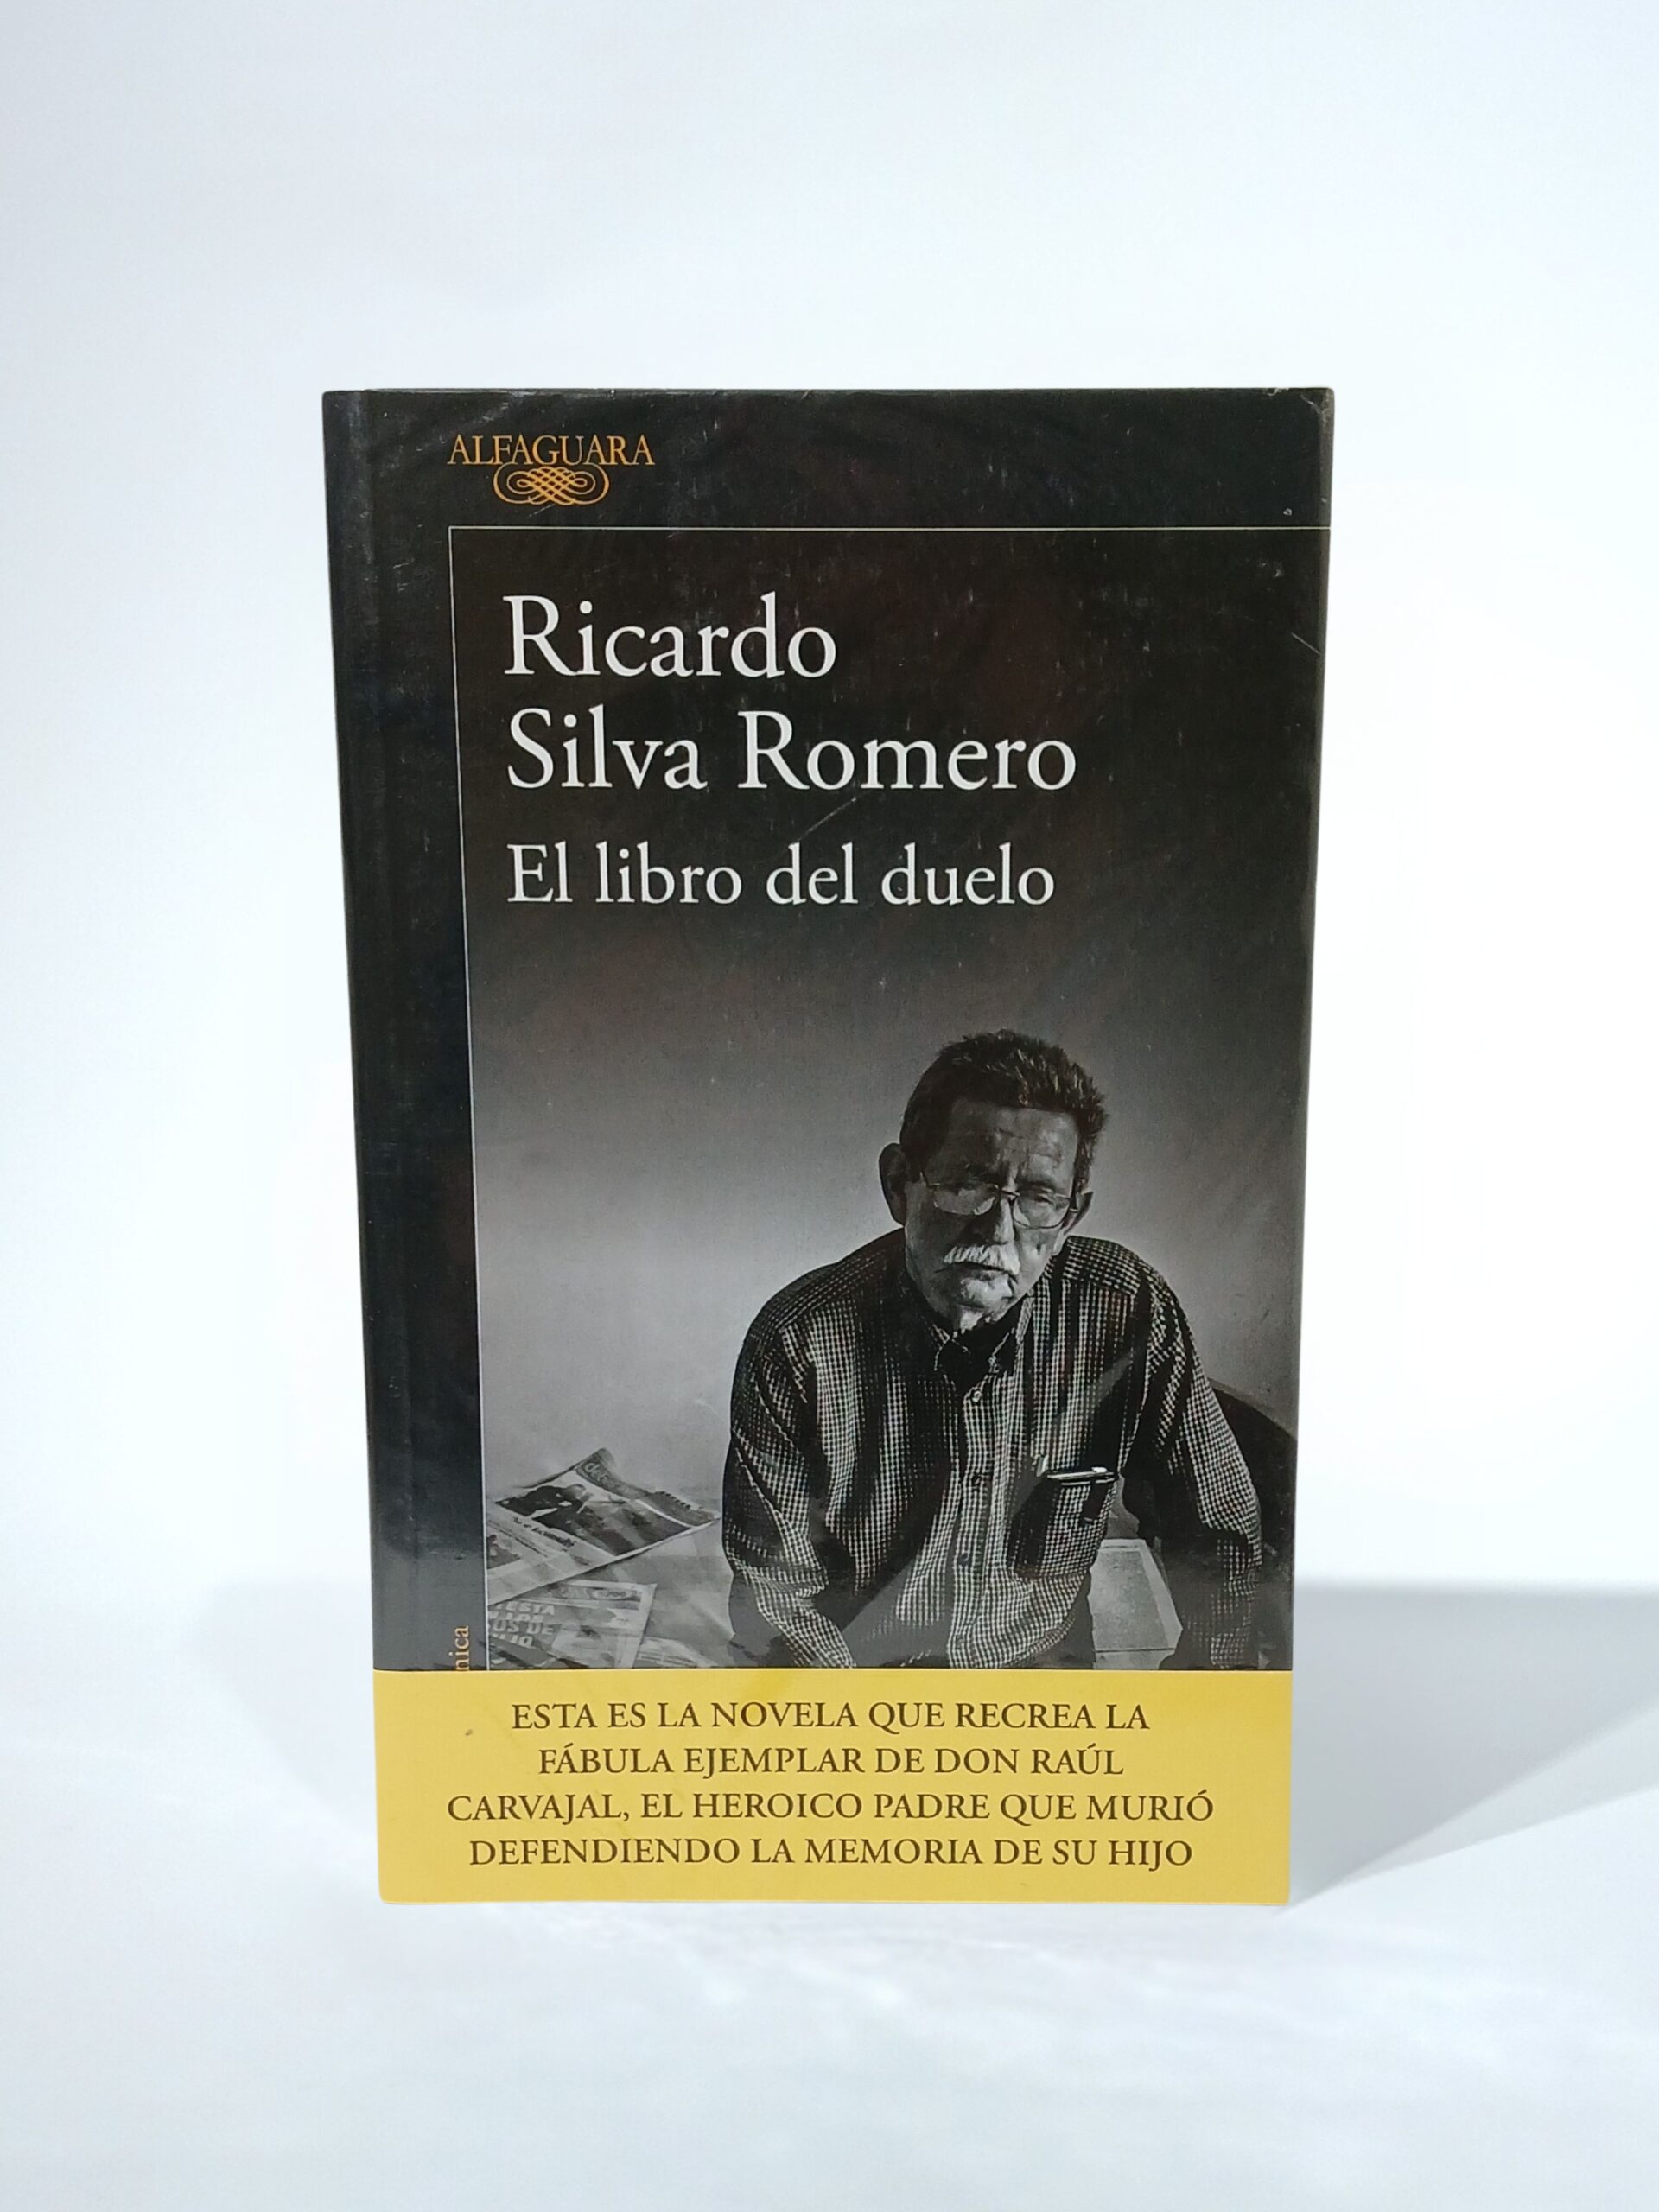 ALFAGUARA
Ricardo
Silva Romero
El libro del duelo
ESTA ES LA NOVELA QUE RECREA LA
FÁBULA EJEMPLAR DE DON RAÚL
CARVAJAL, EL HEROICO PADRE QUE MURIÓ
DEFENDIENDO LA MEMORIA DE SU HIJO